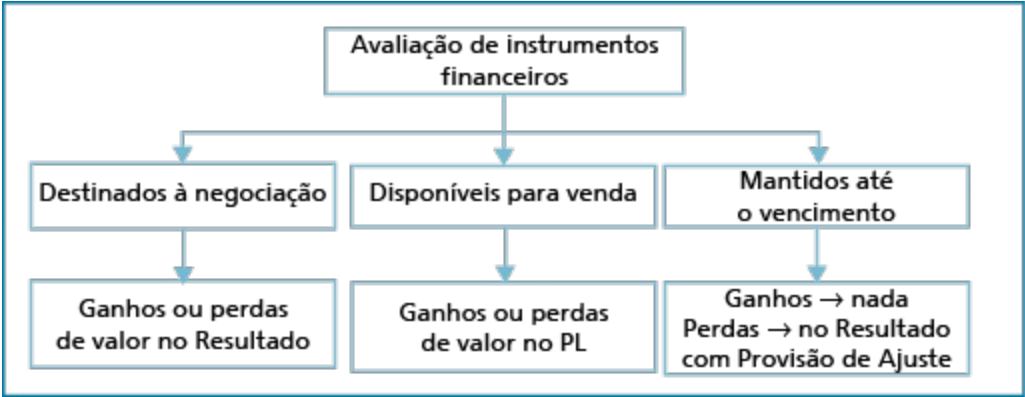 Avaliação de instrumentos
financeiros
Destinados à negociação
Disponíveis para venda
Mantidos até
o vencimento
Ganhos ou perdas
de valor no Resultado
Ganhos ou perdas
de valor no PL
Ganhos → nada
Perdas → no Resultado
com Provisão de Ajuste